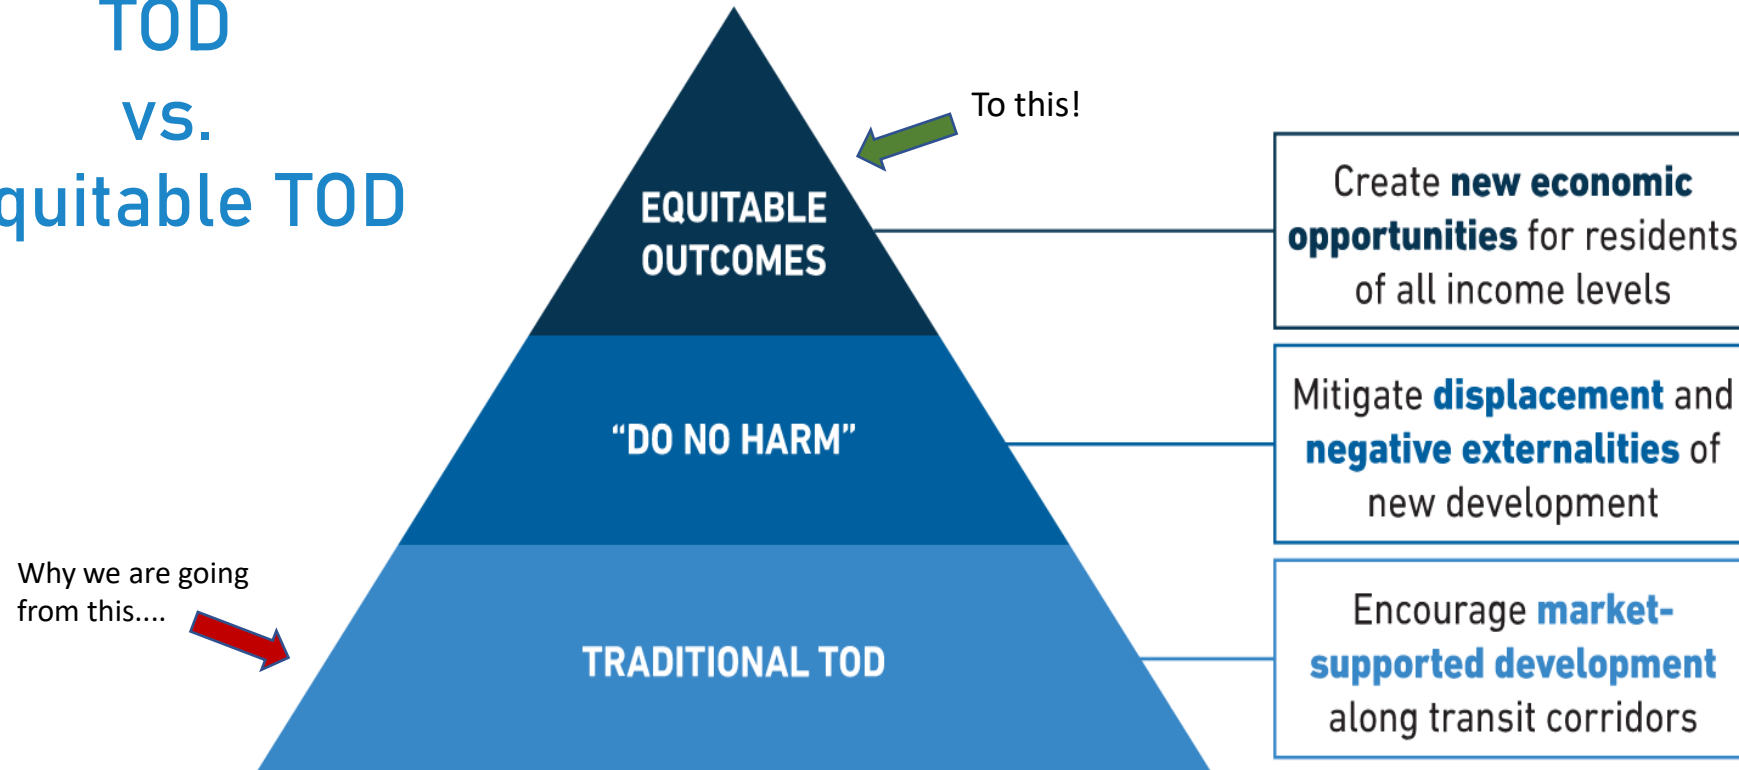 TOD
vs.
quitable TOD
To this!
EQUITABLE
OUTCOMES
Create new economic
opportunities for residents
of all income levels
“DO NO HARM”
Mitigate displacement and
negative externalities of
new development
Why we are going
from this....
TRADITIONAL TOD
Encourage market-
supported development
along transit corridors